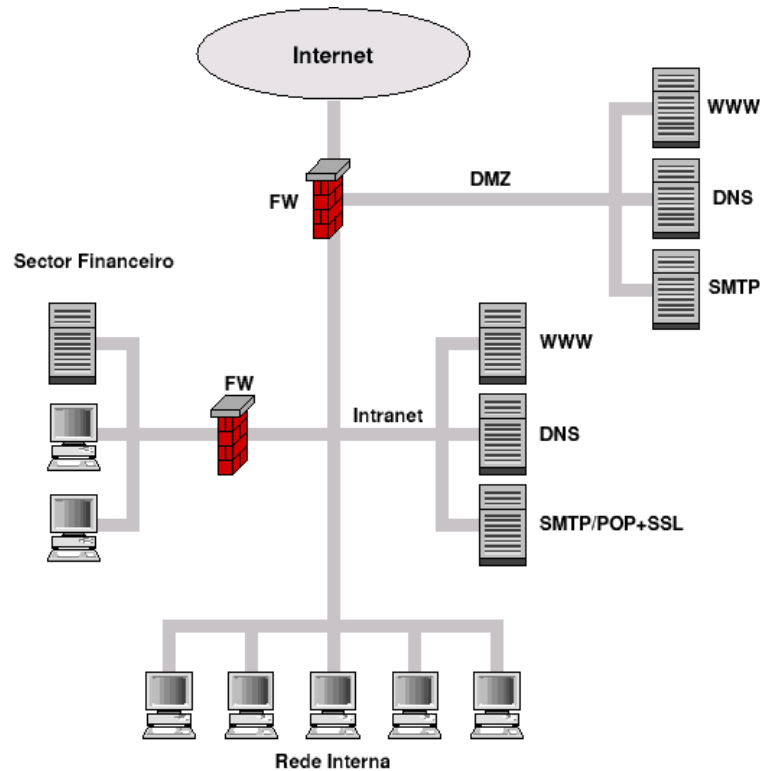 Internet
WWW
DMZ
FW
DNS
Sector Financeiro
SMTP
WWW
FW
Intranet
DNS
SMTP/POP+SSL
Rede Interna